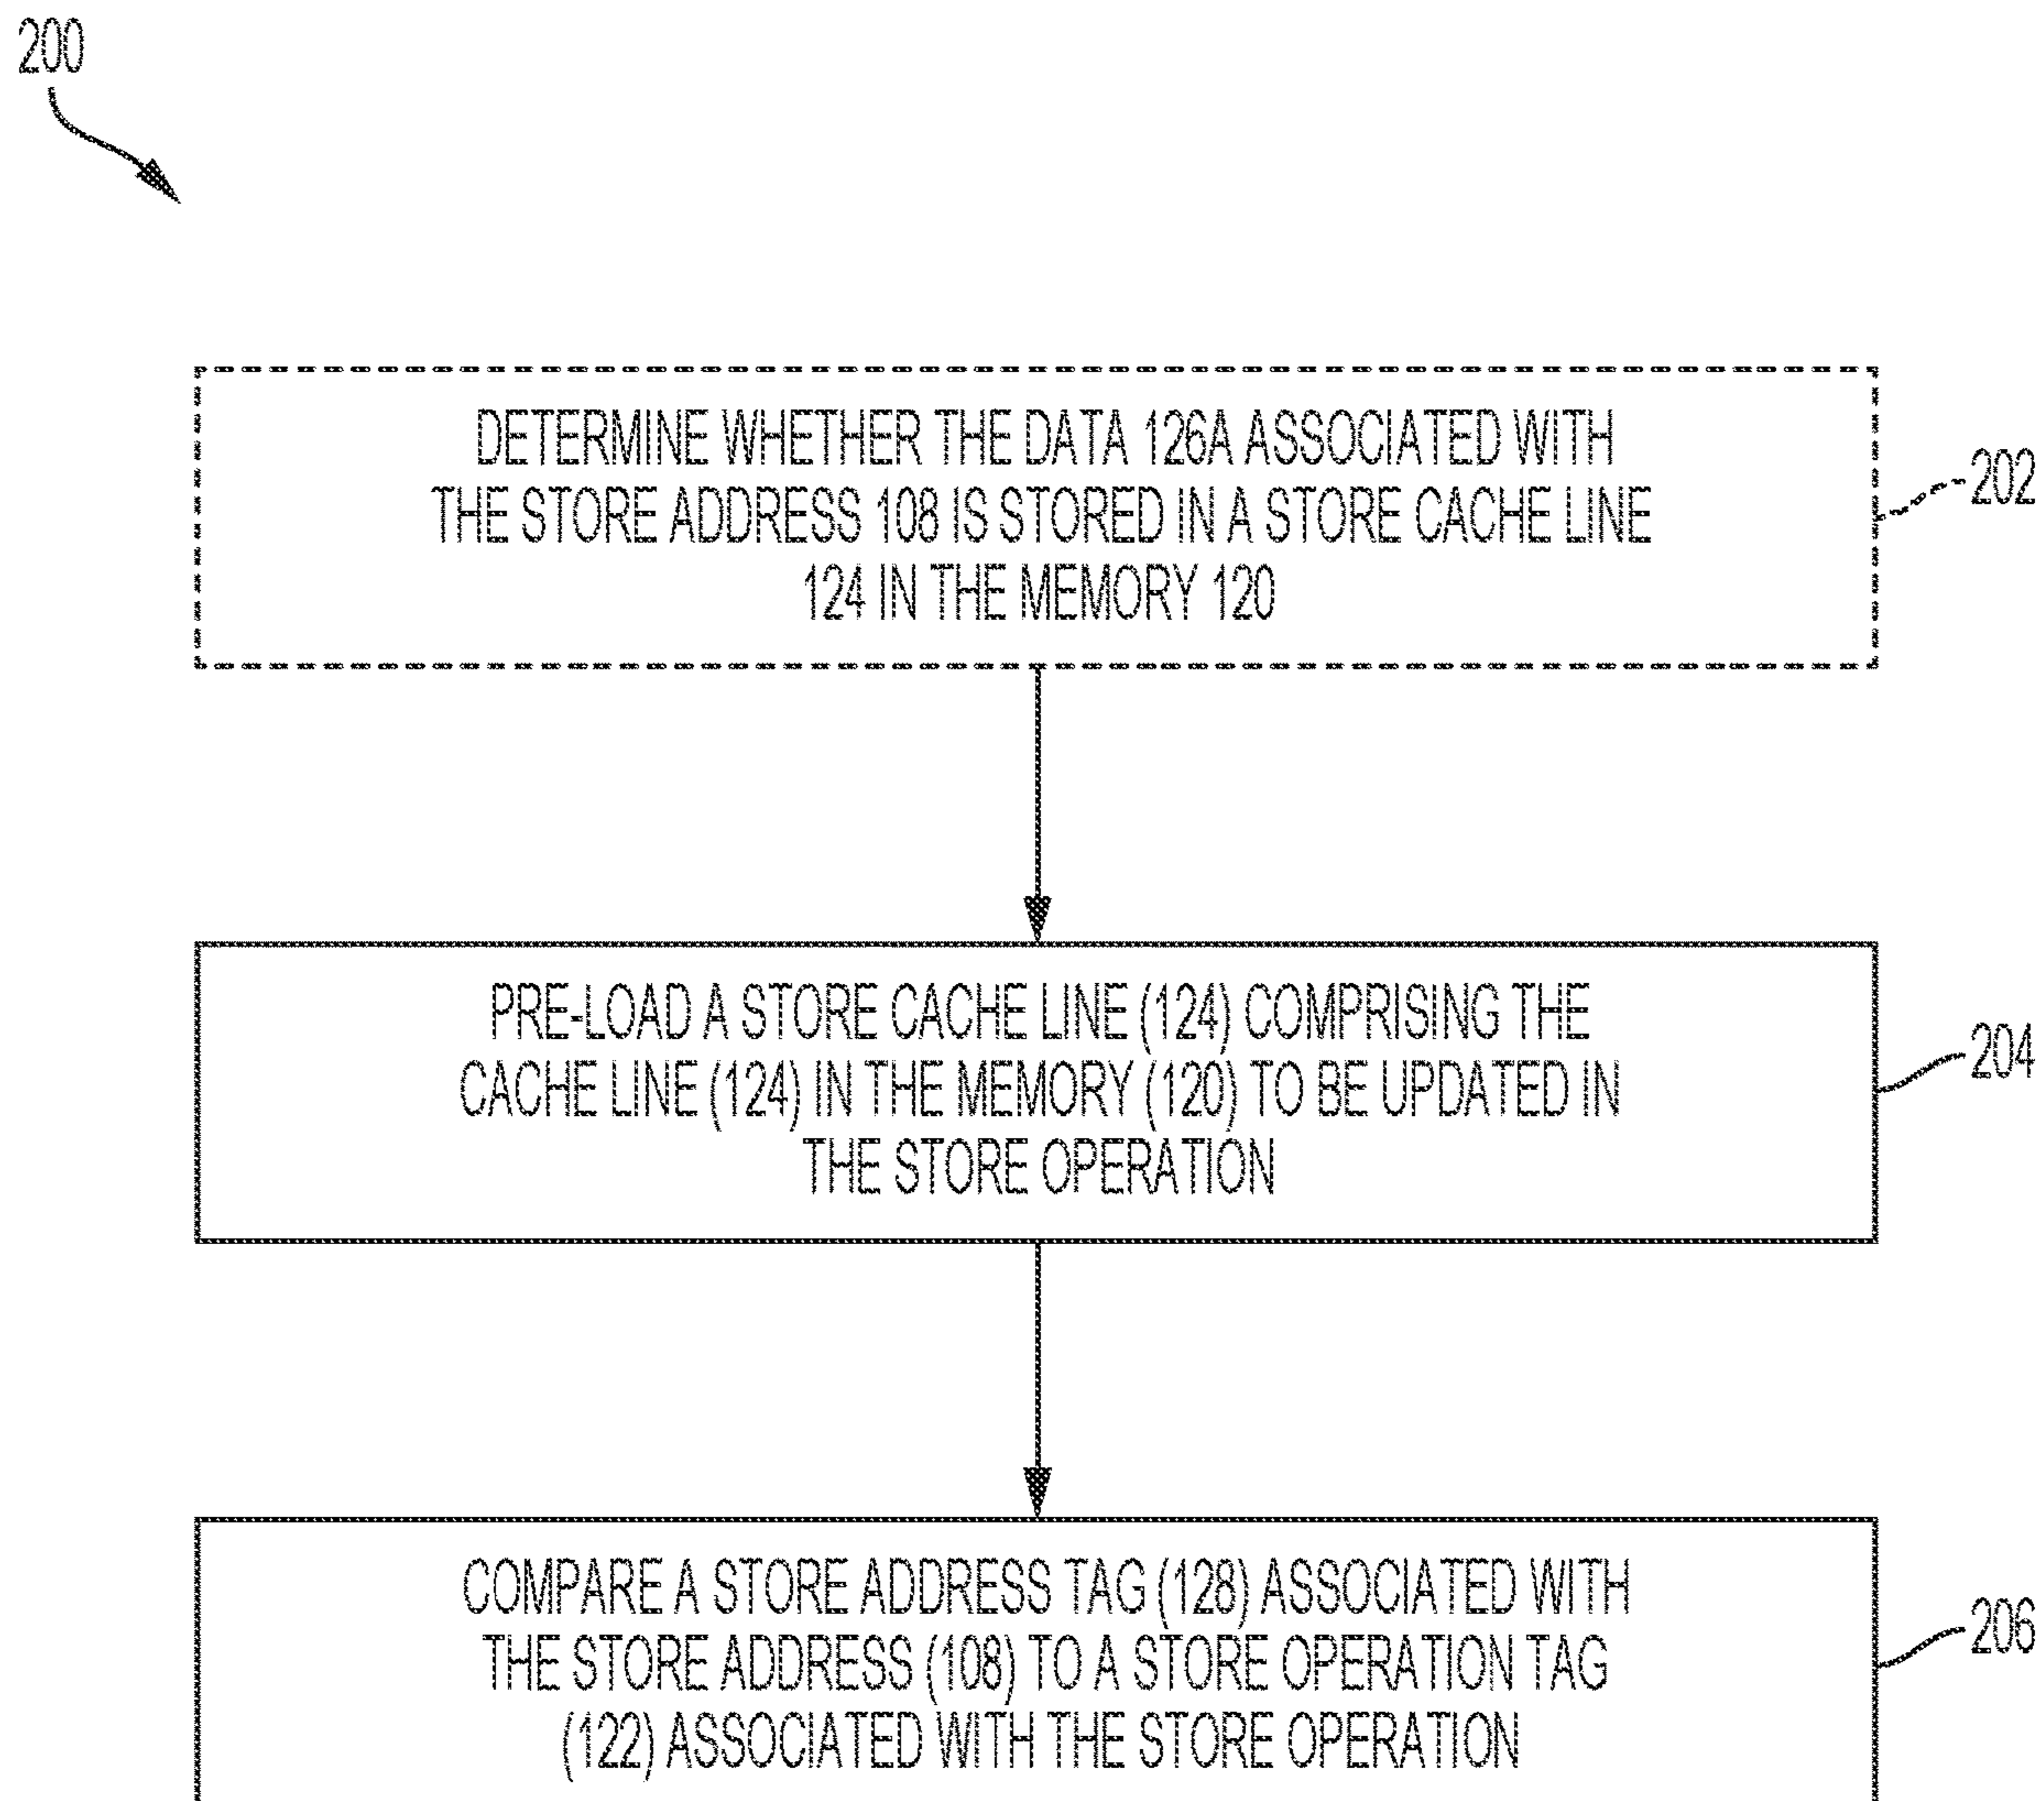 200
DETERMINE WHETHER THE DATA 126A ASSOCIATED WITH
THE STORE ADDRESS 108 IS STORED IN A STORE CACHE LINE
124 IN THE MEMORY 120
202
PRE-LOAD A STORE CACHE LINE (124) COMPRISING THE
CACHE LINE (124) IN THE MEMORY (120) TO BE UPDATED IN
THE STORE OPERATION
204
COMPARE A STORE ADDRESS TAG (128) ASSOCIATED WITH
THE STORE ADDRESS (108) TO A STORE OPERATION TAG
(122) ASSOCIATED WITH THE STORE OPERATION
206